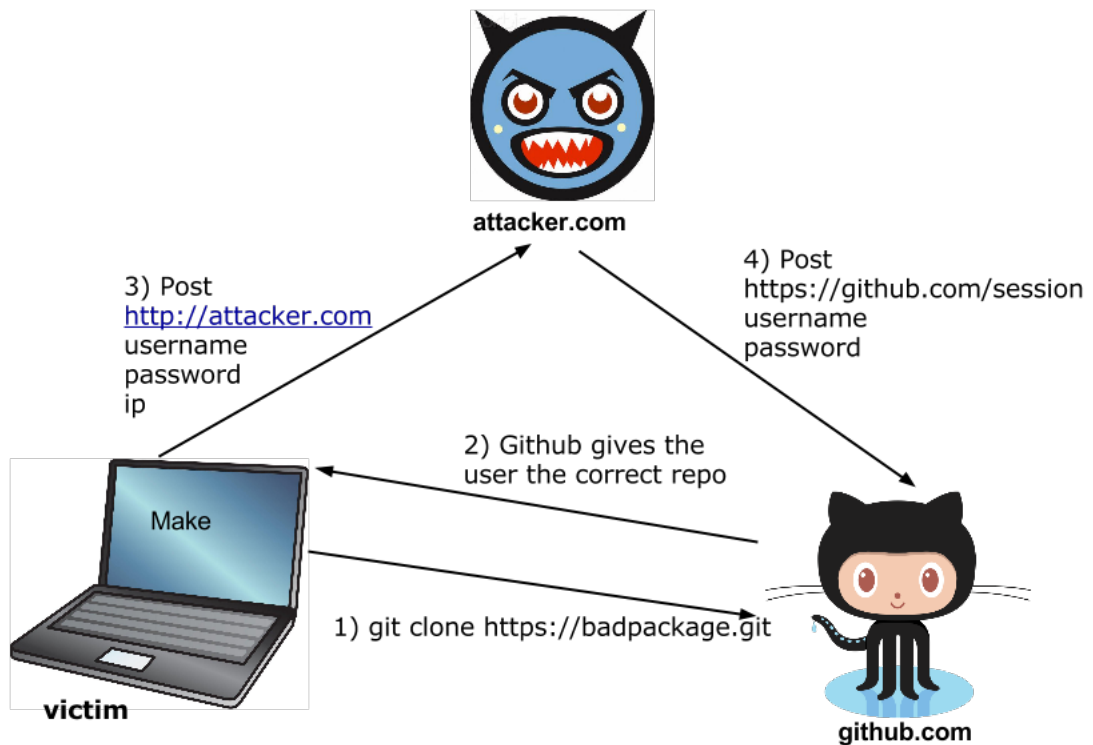 attacker.com
3) Post
http://attacker.com
username
password
ip
4) Post
https://github.com/session
username
password
2) Github gives the
user the correct repo
Make
1) git clone https://badpackage.git
victim
github.com